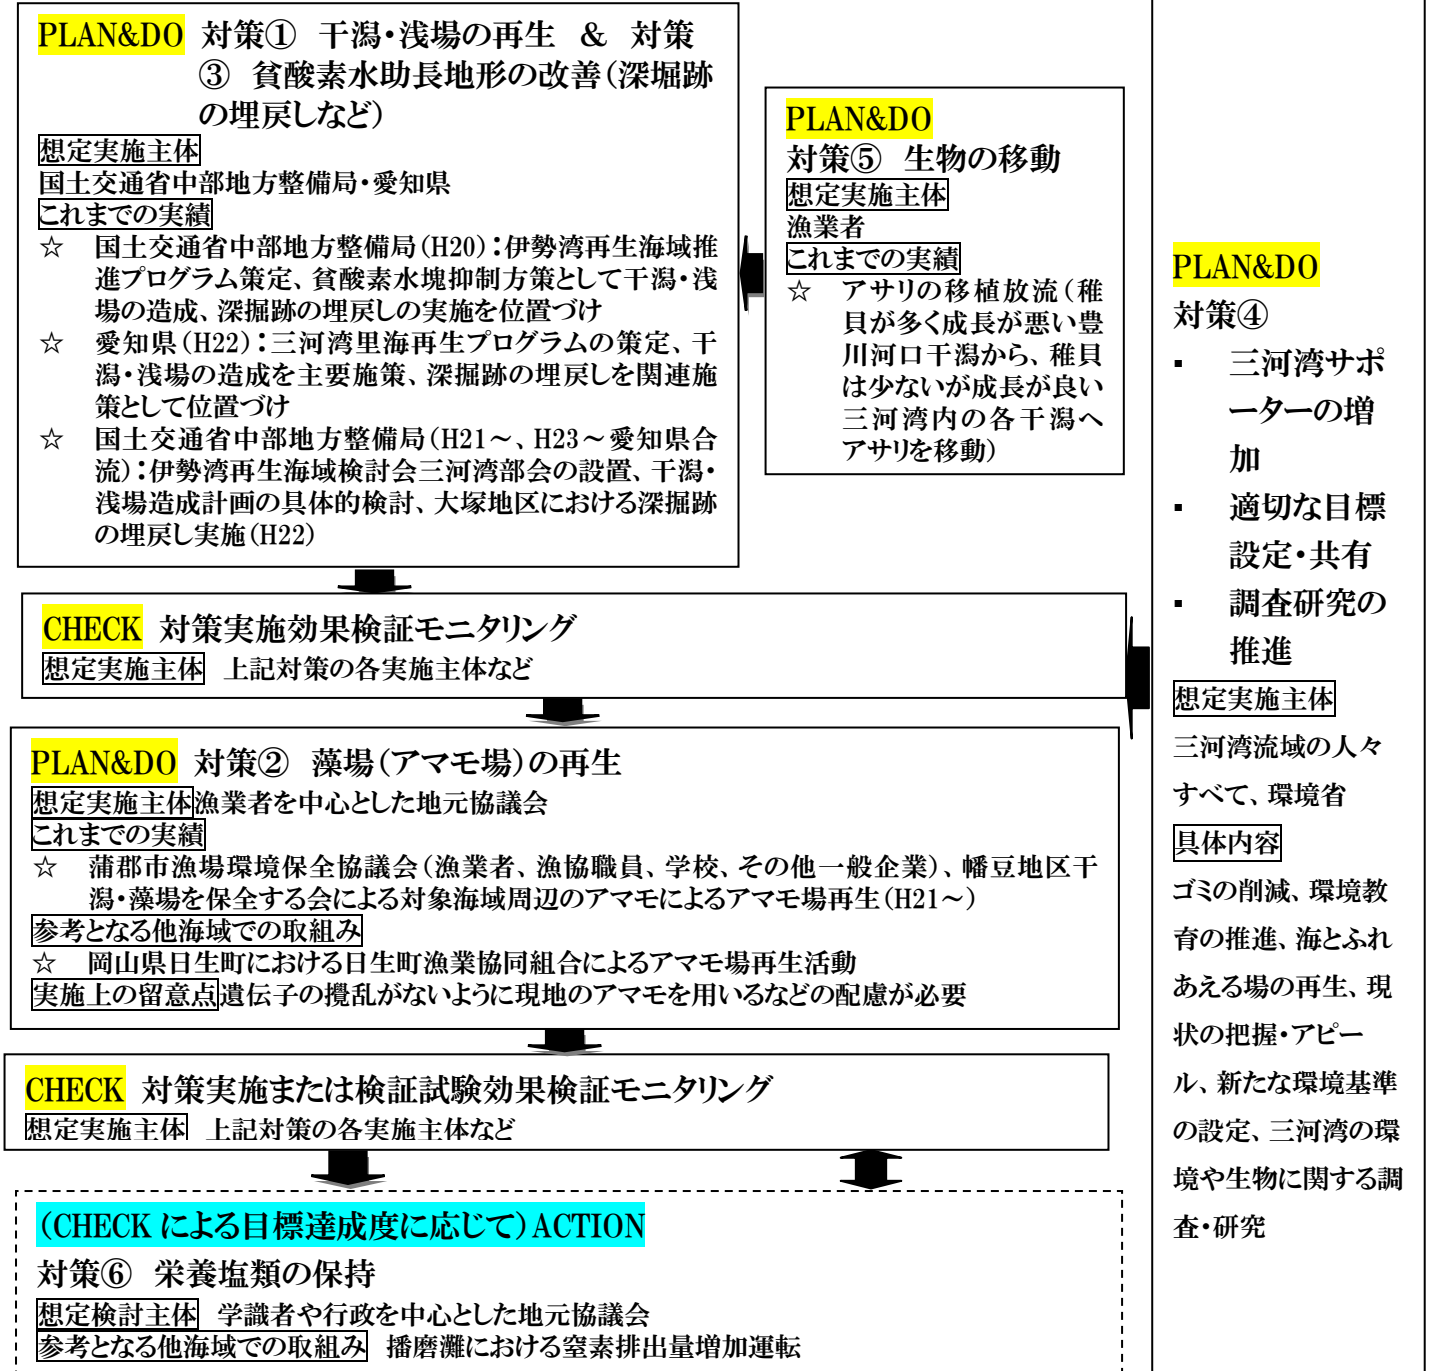 PLAN&DO 対策① 干潟・浅場の再生 & 対策
③ 貧酸素水助長地形の改善(深堀跡
の埋戻しなど)
想定実施主体
国土交通省中部地方整備局・愛知県
これまでの実績
☆ 国土交通省中部地方整備局(H20):伊勢湾再生海域推
進プログラム策定、貧酸素水塊抑制方策として干潟・浅
場の造成、深掘跡の埋戻しの実施を位置づけ
☆ 愛知県(H22):三河湾里海再生プログラムの策定、干
潟・浅場の造成を主要施策、深掘跡の埋戻しを関連施
策として位置づけ
☆ 国土交通省中部地方整備局(H21~、H23~愛知県合
流):伊勢湾再生海域検討会三河湾部会の設置、干潟・
浅場造成計画の具体的検討、大塚地区における深掘跡
の埋戻し実施(H22)
PLAN&DO
対策⑤ 生物の移動
想定実施主体
漁業者
これまでの実績
☆ アサリの移植放流(稚
貝が多く成長が悪い豊
川河口干潟から、稚貝
は少ないが成長が良い
三河湾内の各干潟へ
アサリを移動)
CHECK 対策実施効果検証モニタリング
想定実施主体 上記対策の各実施主体など
PLAN&DO 対策② 藻場(アマモ場)の再生
想定実施主体漁業者を中心とした地元協議会
これまでの実績
☆ 蒲郡市漁場環境保全協議会(漁業者、漁協職員、学校、その他一般企業)、幡豆地区干
潟・藻場を保全する会による対象海域周辺のアマモによるアマモ場再生(H21~)
参考となる他海域での取組み
☆ 岡山県日生町における日生町漁業協同組合によるアマモ場再生活動
実施上の留意点遺伝子の攪乱がないように現地のアマモを用いるなどの配慮が必要
CHECK 対策実施または検証試験効果検証モニタリング
想定実施主体 上記対策の各実施主体など
(CHECK による目標達成度に応じて)ACTION
対策⑥ 栄養塩類の保持
想定検討主体 学識者や行政を中心とした地元協議会
参考となる他海域での取組み 播磨灘における窒素排出量増加運転
PLAN&DO
対策④
▪ 三河湾サポ
ーターの増
加
▪ 適切な目標
設定・共有
▪ 調査研究の
推進
想定実施主体
三河湾流域の人々
すべて、環境省
具体内容
ゴミの削減、環境教
育の推進、海とふれ
あえる場の再生、現
状の把握・アピー
ル、新たな環境基準
の設定、三河湾の環
境や生物に関する調
査・研究